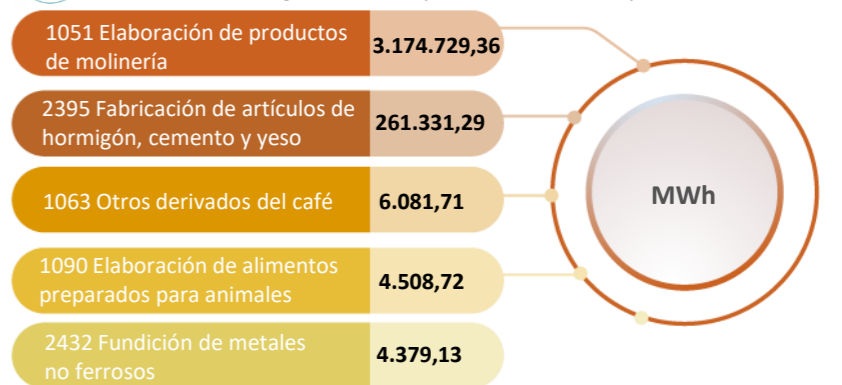 1051 Elaboración de productos
de molinería
3.174.729,36
2395 Fabricación de artículos de
hormigón, cemento y yeso
261.331,29
1063 Otros derivados del café
6.081,71
1090 Elaboración de alimentos
preparados para animales
4.508,72
2432 Fundición de metales
no ferrosos
4.379,13
MWh